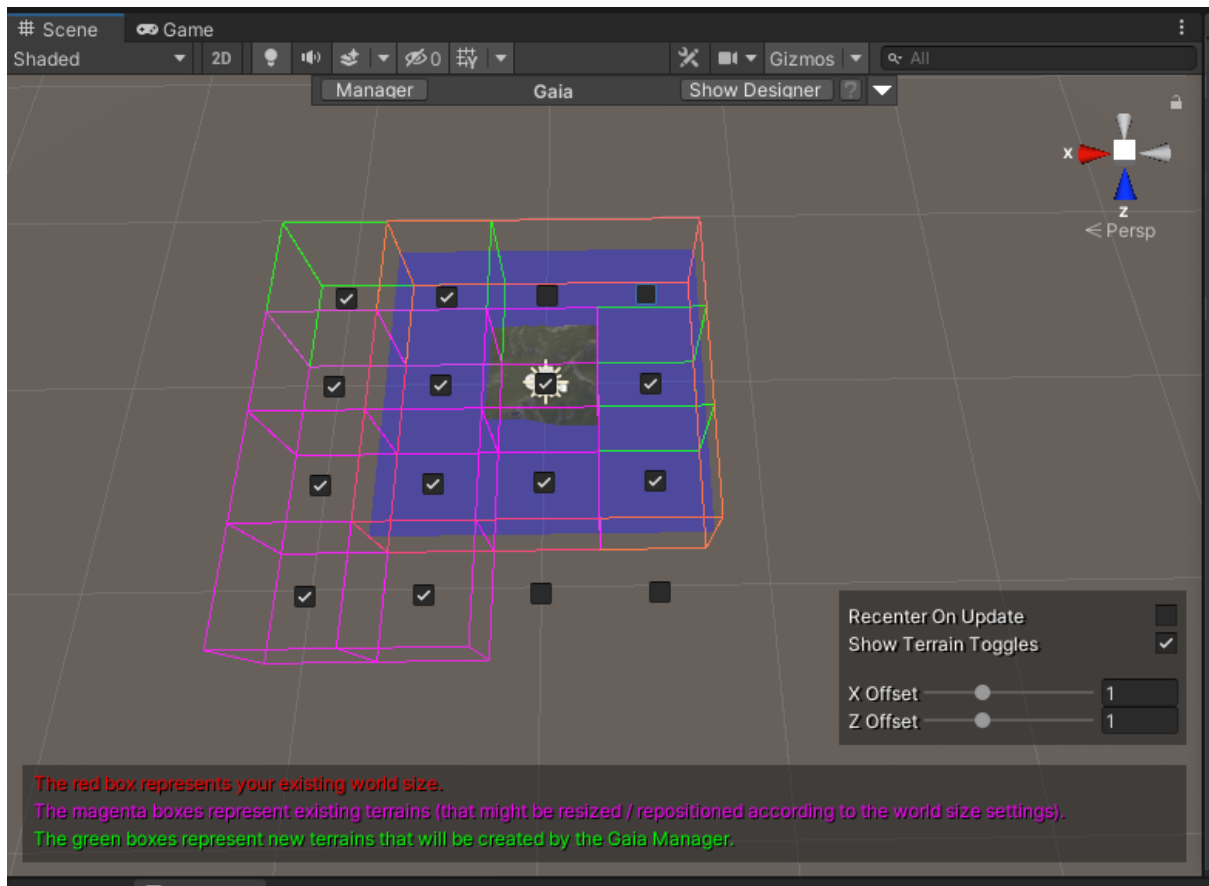 Scene Game
Shaded 2D 0 Gizmos All
Manager Gaia Show Designer ?
x
z
Persp
Recenter On Update
Show Terrain Toggles
X Offset 1
Z Offset 1
The red box represents your existing world size.
The magenta boxes represent existing terrains (that might be resized / repositioned according to the world size settings).
The green boxes represent new terrains that will be created by the Gaia Manager.